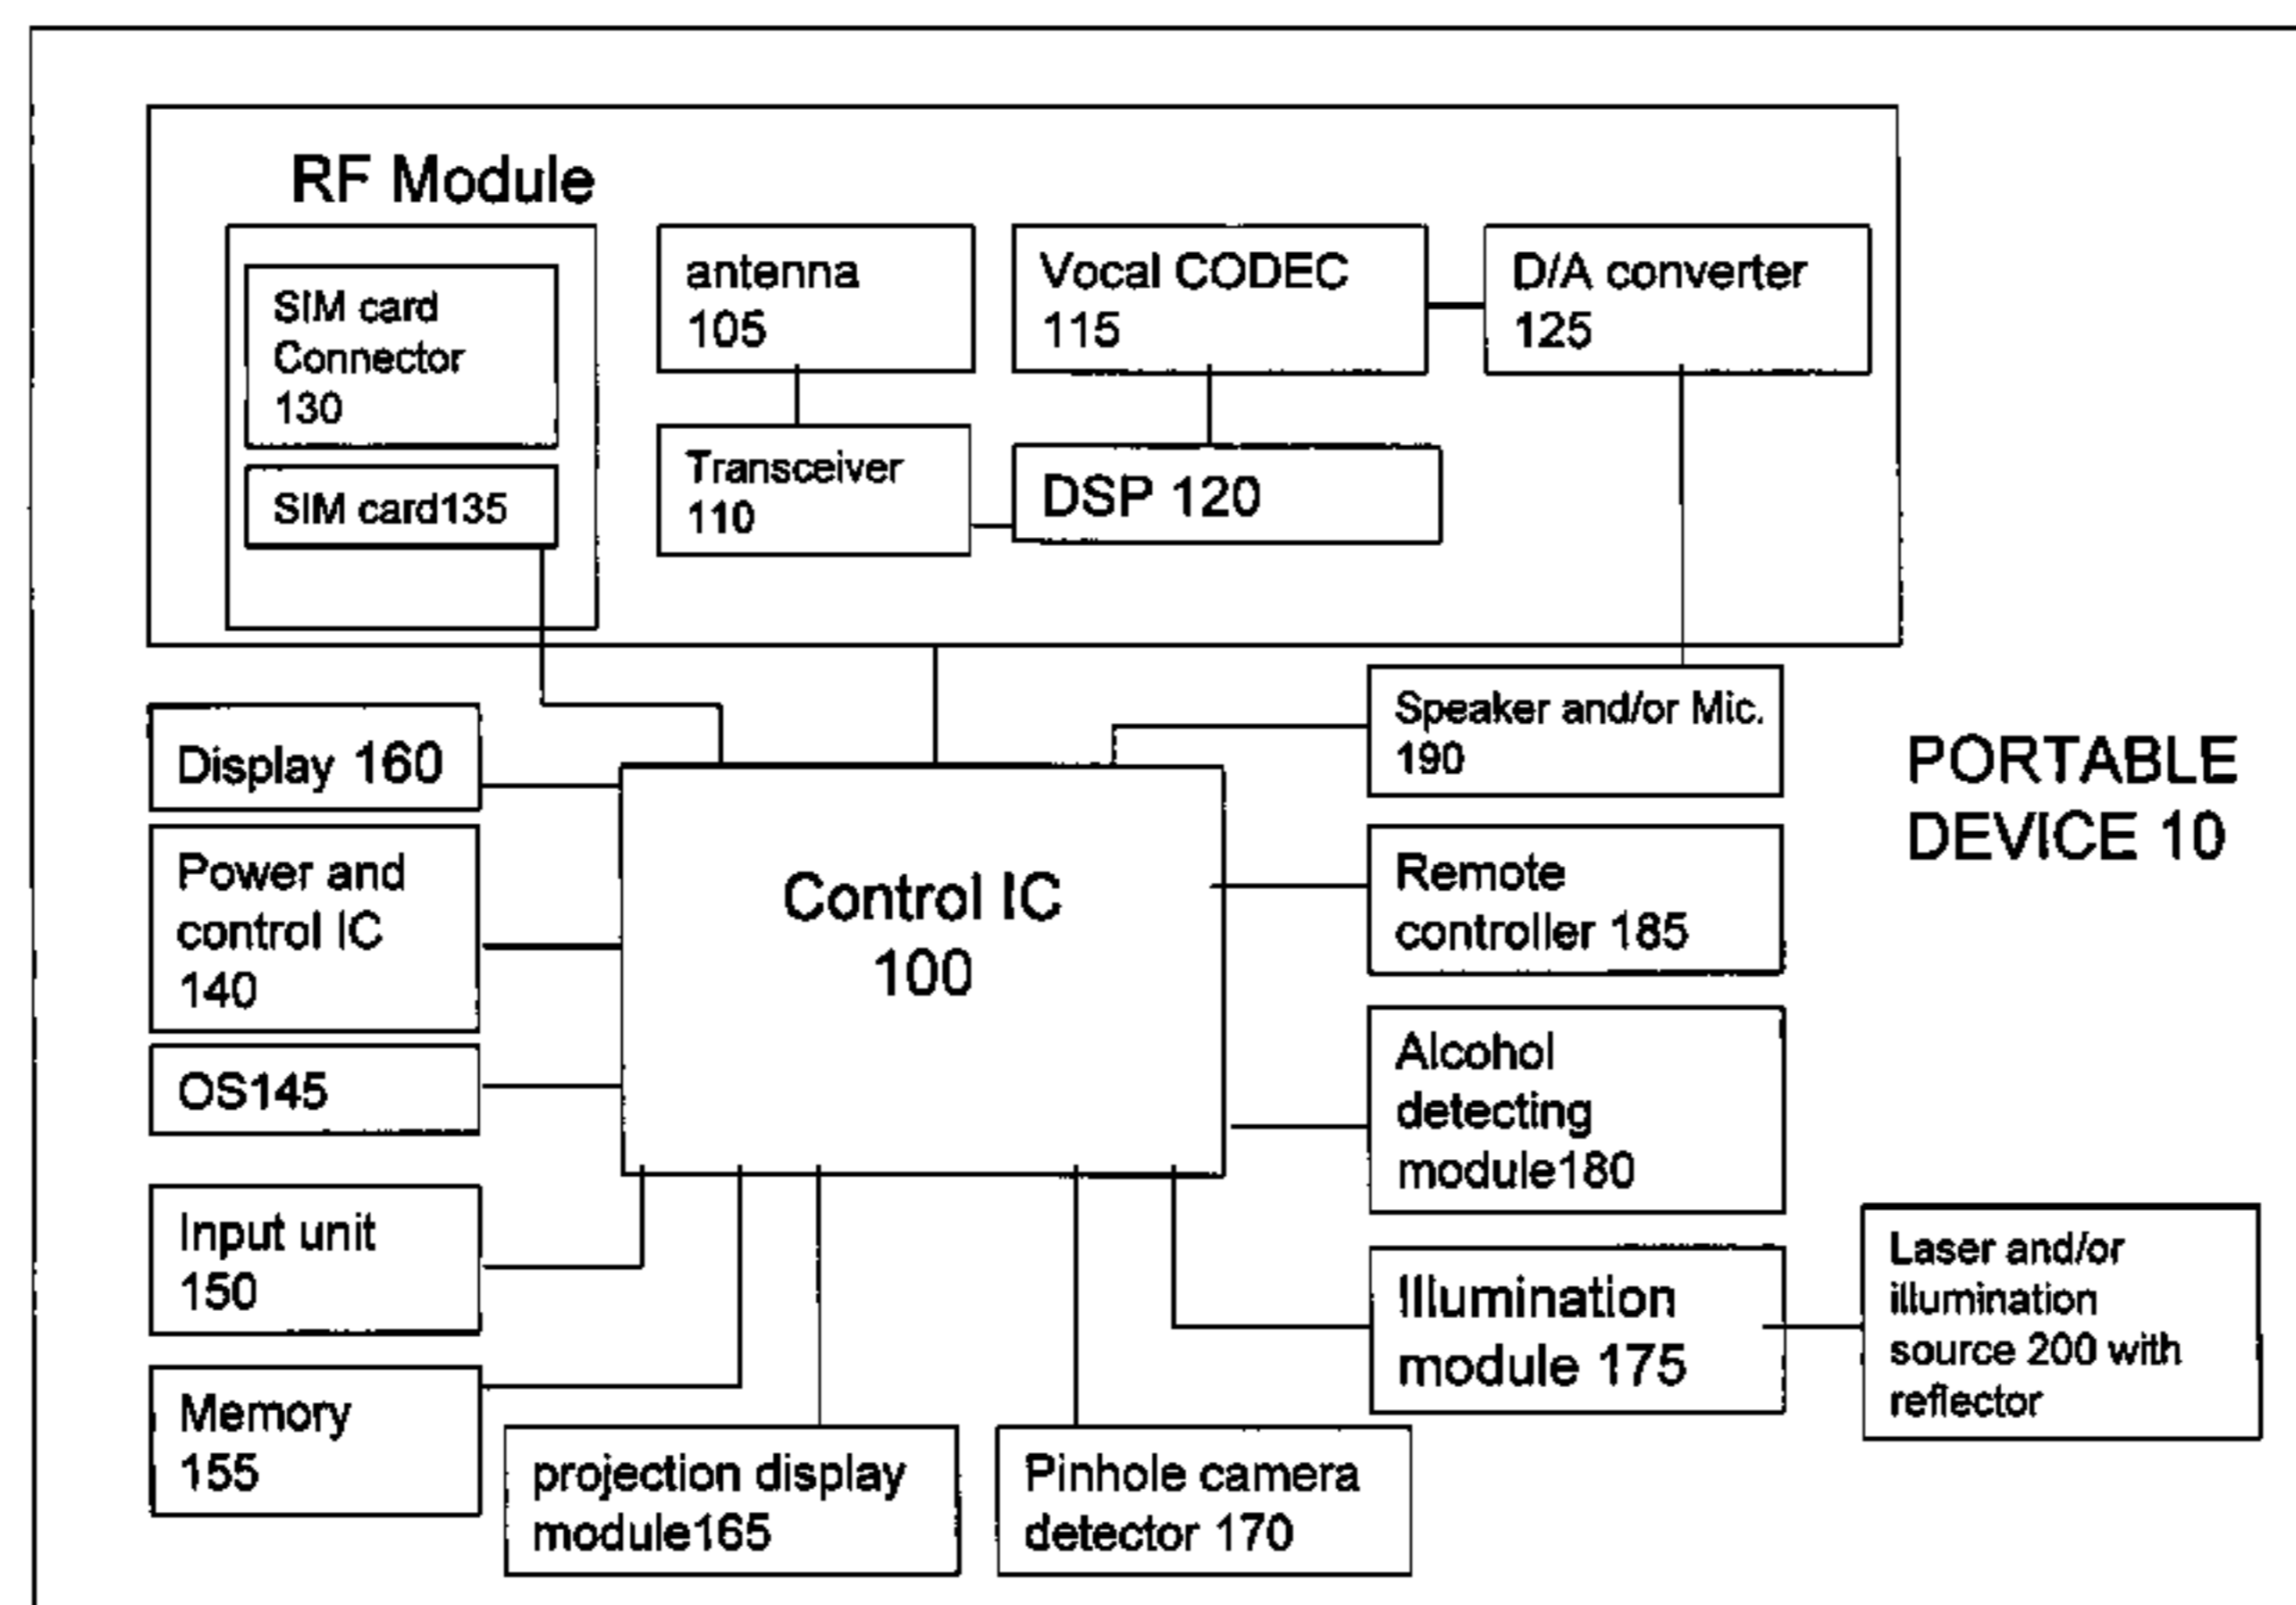 RF Module
SIM card
Connector
130
SIM card135
antenna
105
Transceiver
110
Vocal CODEC
115
DSP 120
D/A converter
125
Display 160
Power and
control IC
140
OS145
Input unit
150
Memory
155
Control IC
100
projection display
module165
Pinhole camera
detector 170
Speaker and/or Mic.
190
Remote
controller 185
Alcohol
detecting
module180
Illumination
module 175
Laser and/or
illumination
source 200 with
reflector
PORTABLE
DEVICE 10